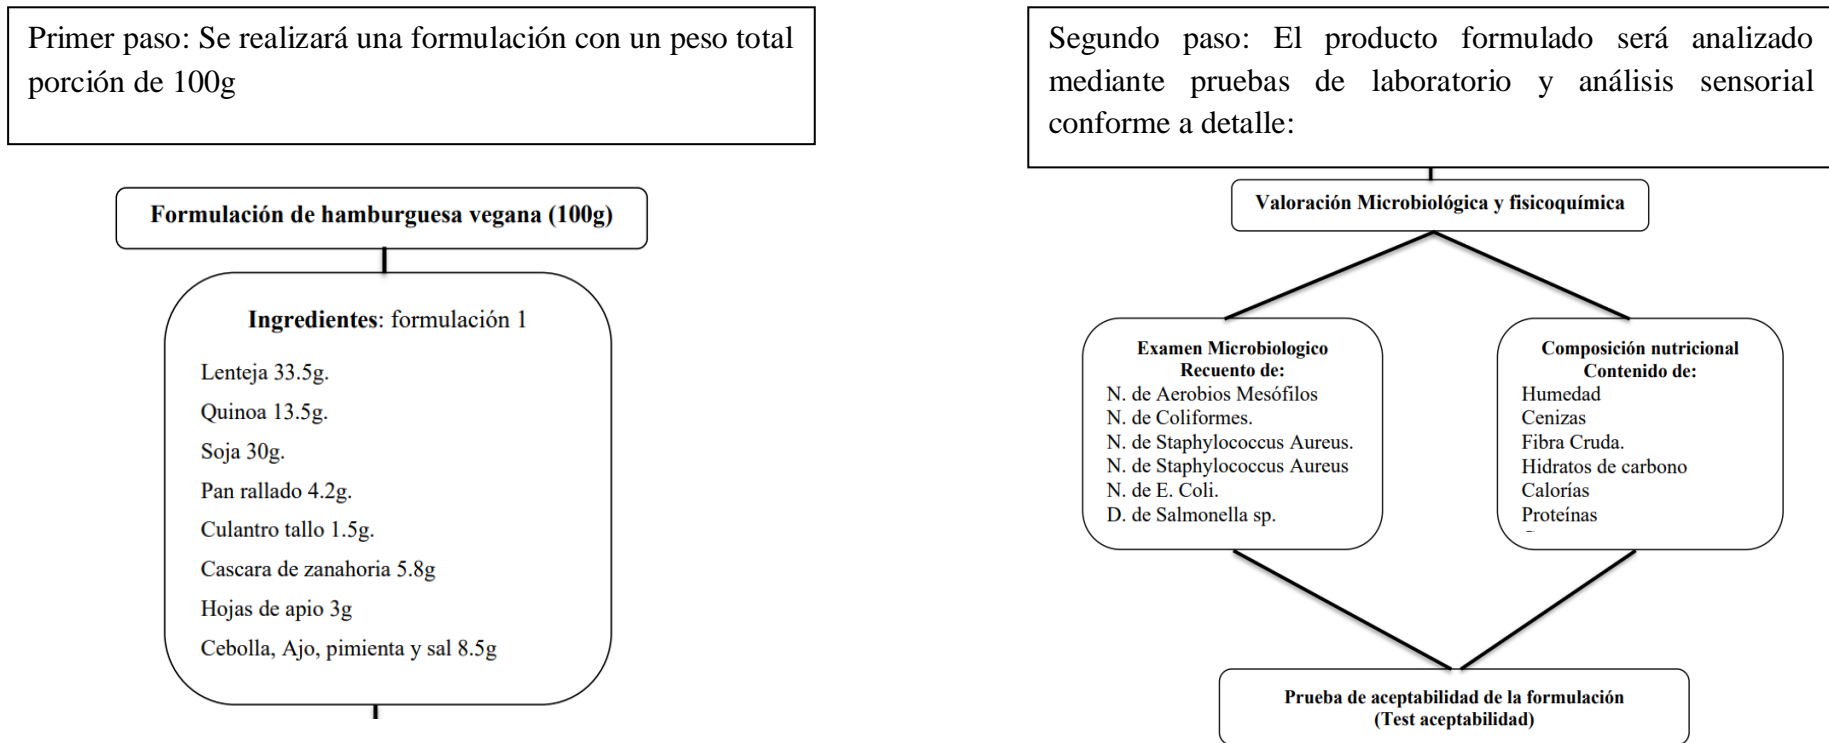 Primer paso: Se realizará una formulación con un peso total
porción de 100g
Formulación de hamburguesa vegana (100g)
Ingredientes: formulación 1
Lenteja 33.5g.
Quinoa 13.5g.
Soja 30g.
Pan rallado 4.2g.
Culantro tallo 1.5g.
Cascara de zanahoria 5.8g
Hojas de apio 3g
Cebolla, Ajo, pimienta y sal 8.5g
Segundo paso: El producto formulado será analizado
mediante pruebas de laboratorio y análisis sensorial
conforme a detalle:
Valoración Microbiológica y fisicoquímica
Examen Microbiologico
Recuento de:
N. de Aerobios Mesófilos
N. de Coliformes.
N. de Staphylococcus Aureus.
N. de Staphylococcus Aureus
N. de E. Coli.
D. de Salmonella sp.
Composición nutricional
Contenido de:
Humedad
Cenizas
Fibra Cruda.
Hidratos de carbono
Calorías
Proteínas
Prueba de aceptabilidad de la formulación
(Test aceptabilidad)